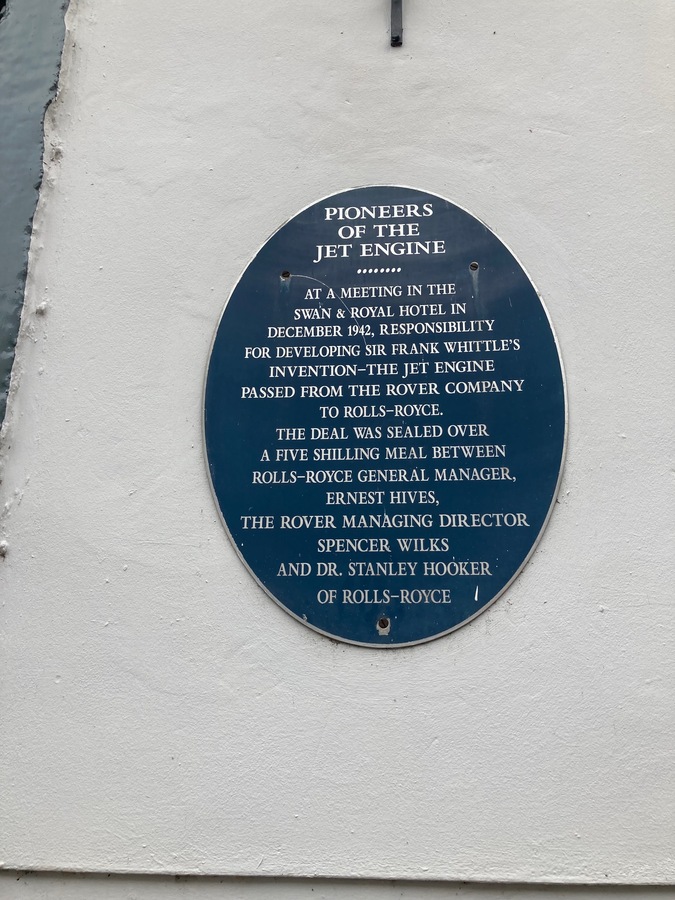 PIONEERS
OF THE
JET ENGINE
AT A MEETING IN THE
SWAN & ROYAL HOTEL IN
DECEMBER 1942, RESPONSIBILITY
FOR DEVELOPING SIR FRANK WHITTLE'S
INVENTION-THE JET ENGINE
PASSED FROM THE ROVER COMPANY
TO ROLLS-ROYCE.
THE DEAL WAS SEALED OVER
A FIVE SHILLING MEAL BETWEEN
ROLLS-ROYCE GENERAL MANAGER,
ERNEST HIVES,
THE ROVER MANAGING DIRECTOR
SPENCER WILKS
AND DR. STANLEY HOOKER
OF ROLLS-ROYCE